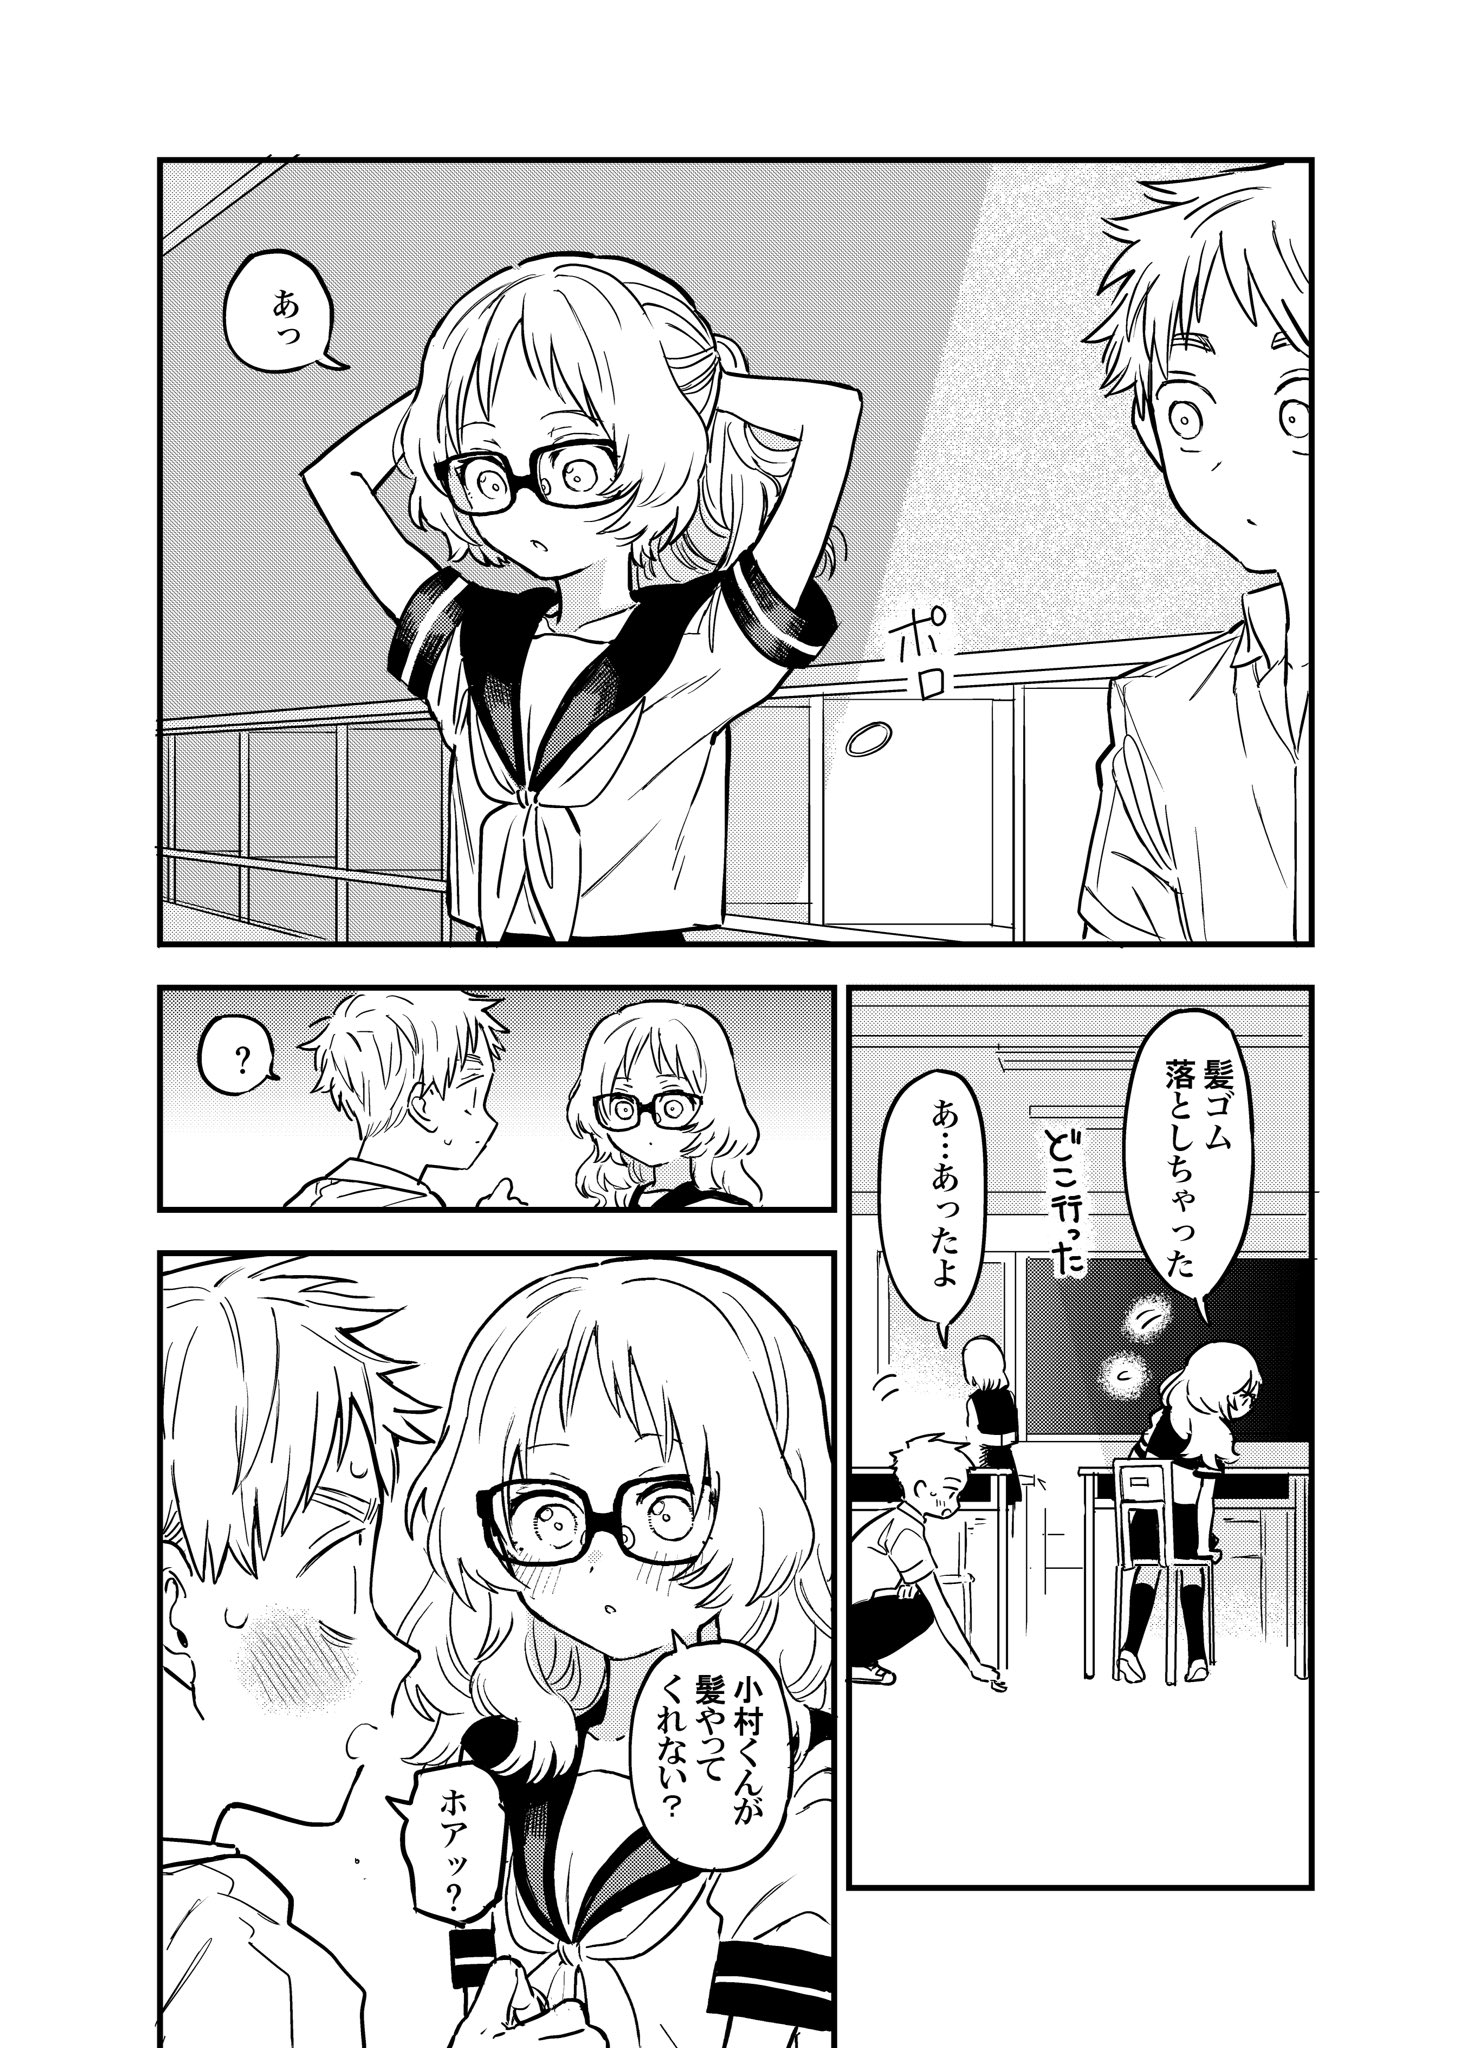 あっ
ポロ
髪ゴム
落としちゃった
どこ行った
あ…あったよ
?
小村くんが
髪やって
くれない?
ホアッ?